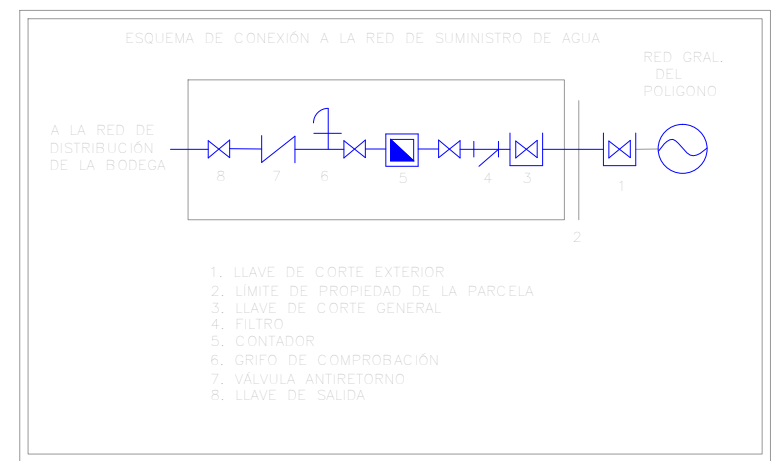 ESQUEMA DE CONEXIÓN A LA RED DE SUMINISTRO DE AGUA
RED GRAL.
DEL
POLIGONO
A LA RED DE
DISTRIBUCIÓN
DE LA BODEGA
8
7
6
5
4
3
1
2
1. LLAVE DE CORTE EXTERIOR
2. LÍMITE DE PROPIEDAD DE LA PARCELA
3. LLAVE DE CORTE GENERAL
4. FILTRO
5. CONTADOR
6. GRIFO DE COMPROBACIÓN
7. VÁLVULA ANTIRETORNO
8. LLAVE DE SALIDA